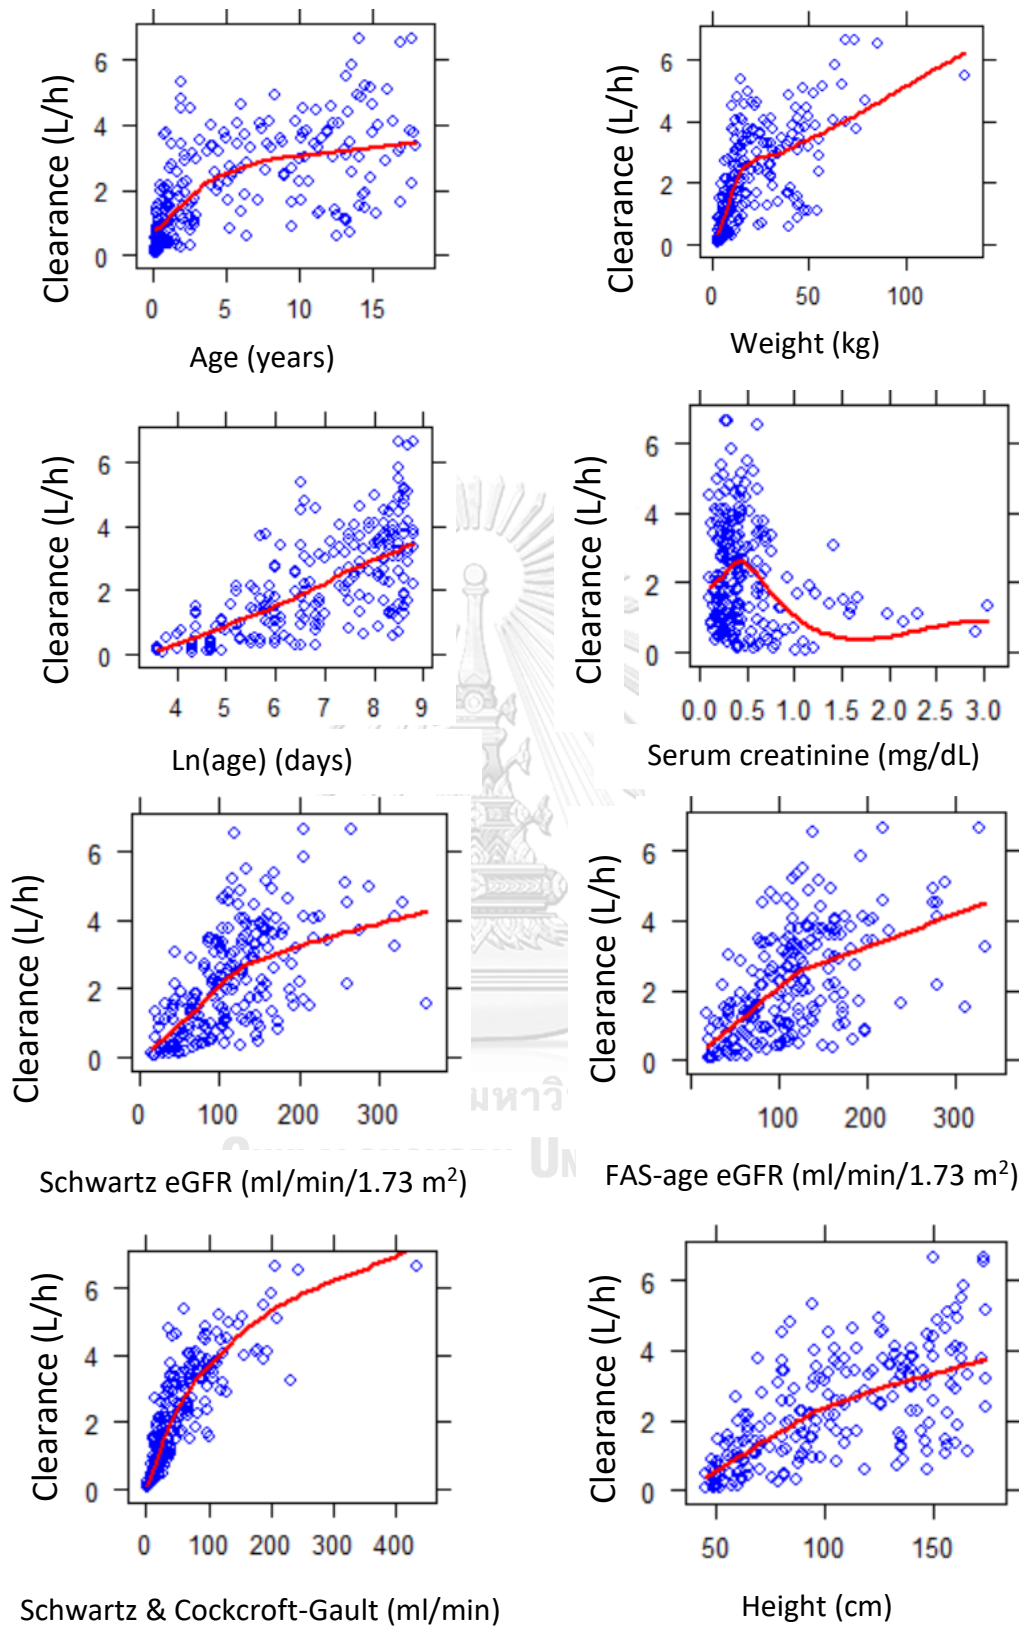 Clearance (L/h)
6
4
2
0
0 5 10 15
Age (years)
Clearance (L/h)
6
4
2
0
0 50 100
Weight (kg)
Clearance (L/h)
6
4
2
0
4 5 6 7 8 9
Ln(age) (days)
Clearance (L/h)
6
4
2
0
0.0 0.5 1.0 1.5 2.0 2.5 3.0
Serum creatinine (mg/dL)
Clearance (L/h)
6
4
2
0
0 100 200 300
Schwartz eGFR (ml/min/1.73 m²)
Clearance (L/h)
6
4
2
0
100 200 300
FAS-age eGFR (ml/min/1.73 m²)
มหาวิ
Clearance (L/h)
6
4
2
0
0 100 200 300 400
Schwartz & Cockcroft-Gault (ml/min)
Clearance (L/h)
6
4
2
0
50 100 150
Height (cm)